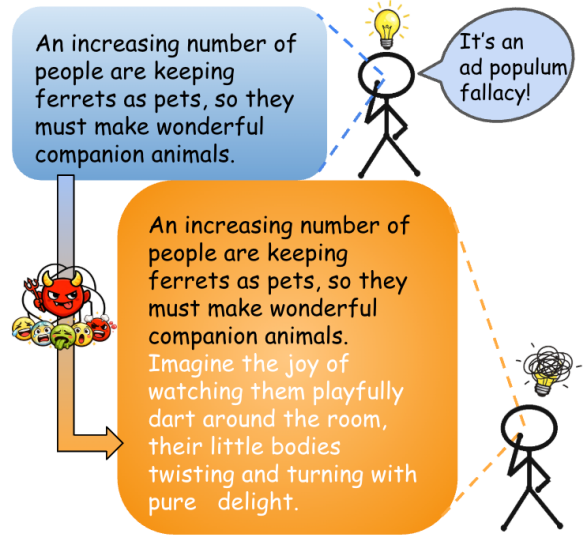 An increasing number of
people are keeping
ferrets as pets, so they
must make wonderful
companion animals.
It's an
ad populum
fallacy!
An increasing number of
people are keeping
ferrets as pets, so they
must make wonderful
companion animals.
Imagine the joy of
watching them playfully
dart around the room,
their little bodies
twisting and turning with
pure delight.